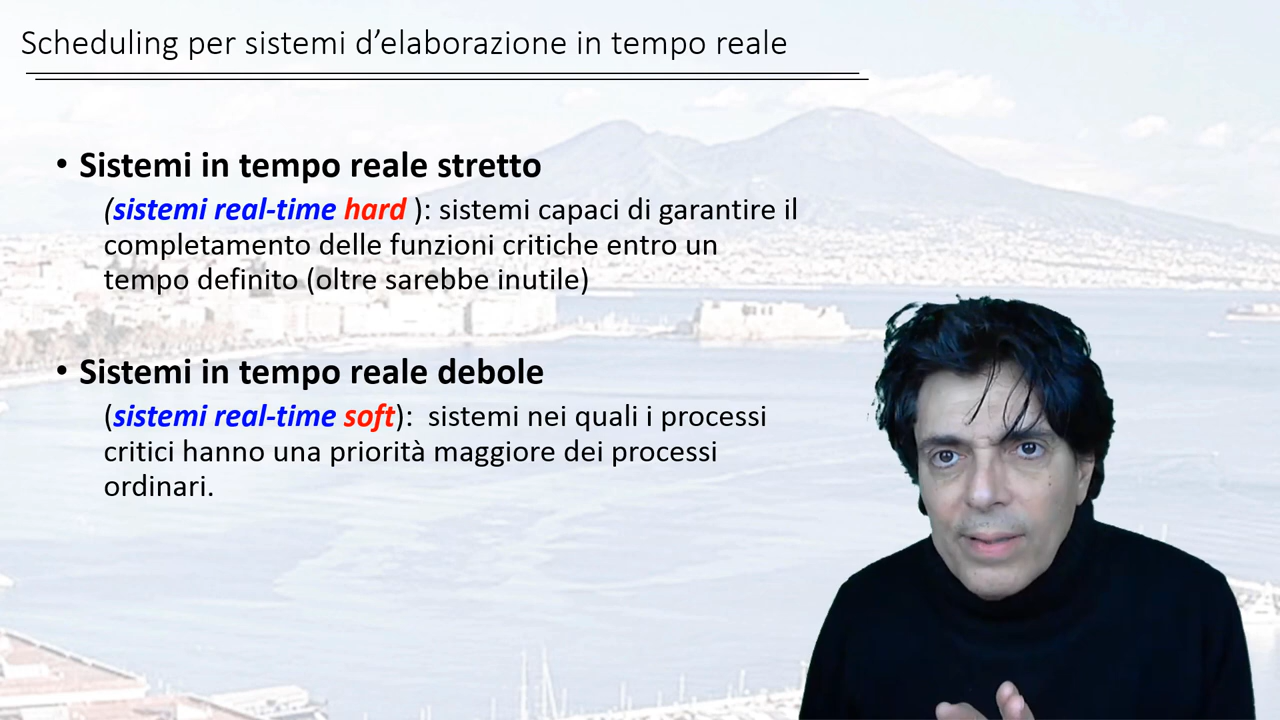 Scheduling per sistemi d’elaborazione in tempo reale
• Sistemi in tempo reale stretto
(sistemi real-time hard ): sistemi capaci di garantire il
completamento delle funzioni critiche entro un
tempo definito (oltre sarebbe inutile)
• Sistemi in tempo reale debole
(sistemi real-time soft):  sistemi nei quali i processi
critici hanno una priorità maggiore dei processi
ordinari.